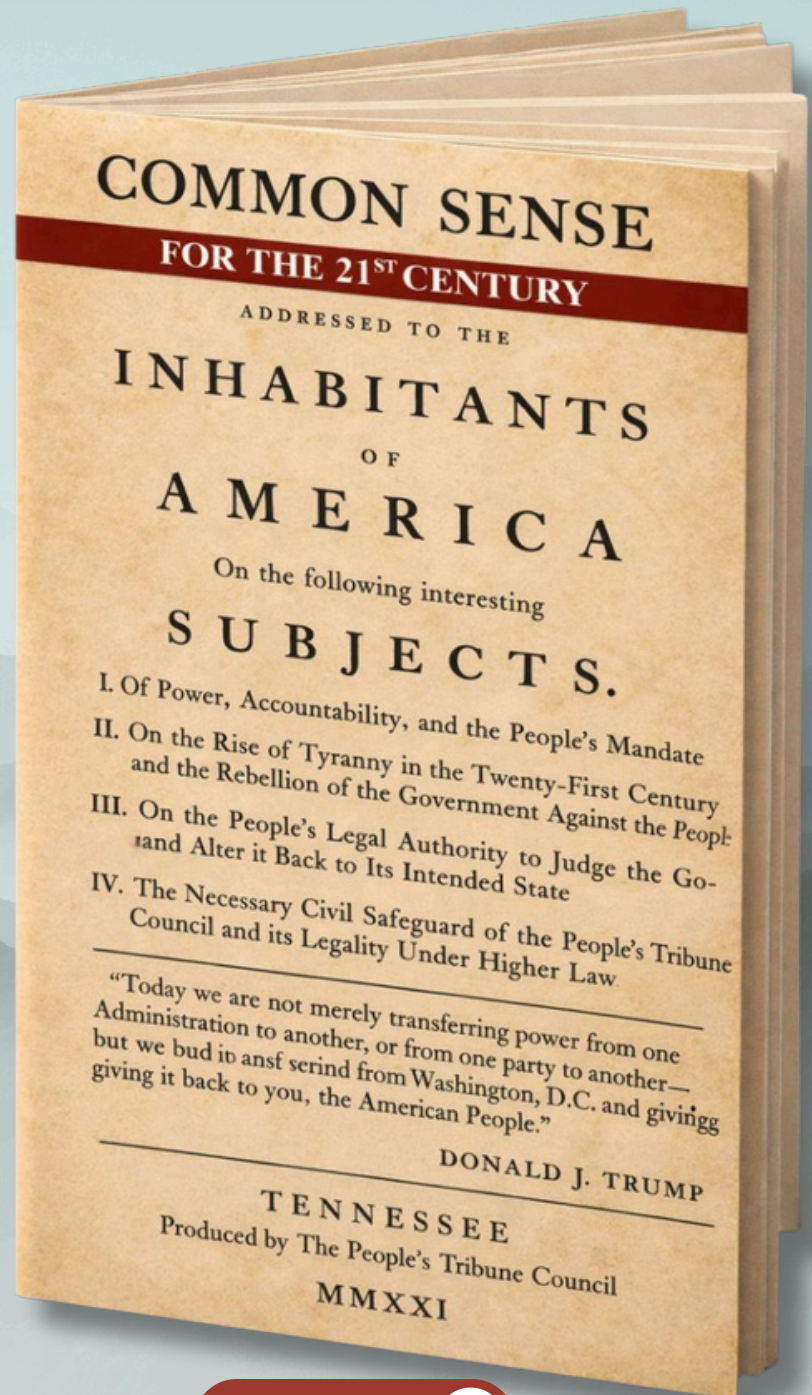 COMMON SENSE
FOR THE 21ST CENTURY
ADDRESSED TO THE
INHABITANTS
OF
AMERICA
On the following interesting
SUBJECTS.
I. Of Power, Accountability, and the People's Mandate
II. On the Rise of Tyranny in the Twenty-First Century
and the Rebellion of the Government Against the People
III. On the People's Legal Authority to Judge the Go-
and Alter it Back to Its Intended State
IV. The Necessary Civil Safeguard of the People's Tribune
Council and its Legality Under Higher Law
“Today we are not merely transferring power from one
Administration to another, or from one party to another—
but we bud in ansf serind from Washington, D.C. and givingg
giving it back to you, the American People.”
DONALD J. TRUMP
TENNESSEE
Produced by The People's Tribune Council
MMXXI